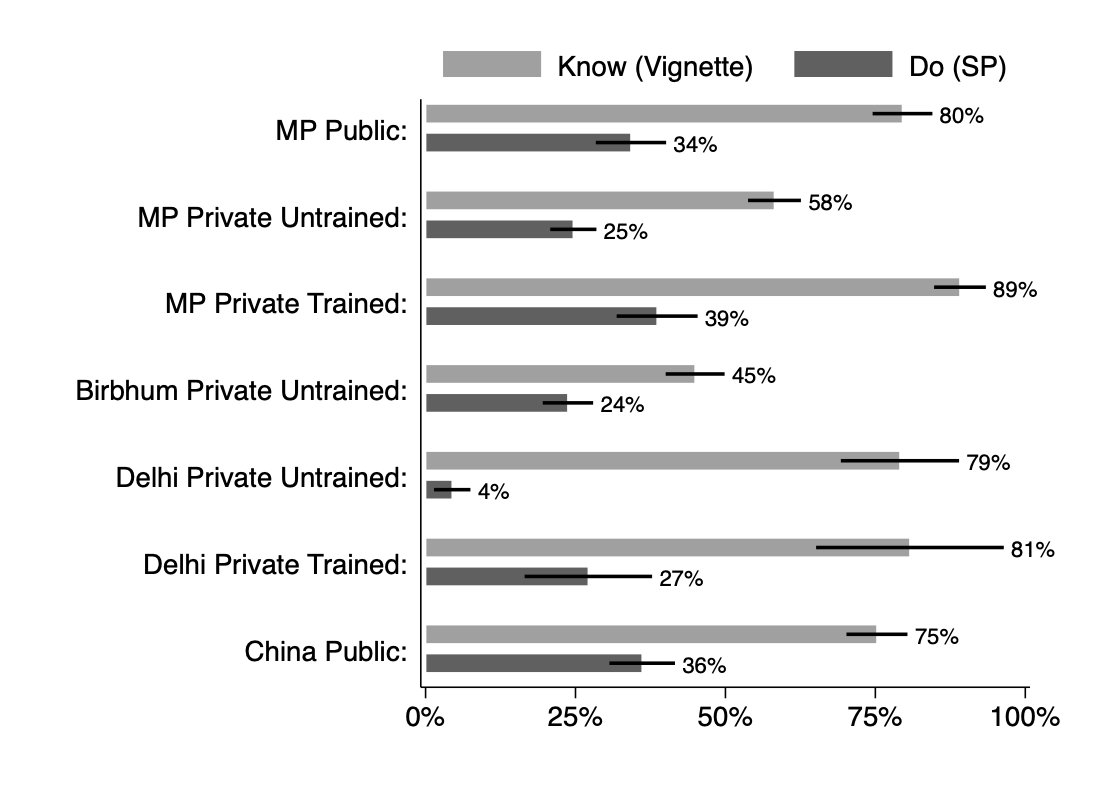 Know (Vignette) Do (SP)
MP Public:
80%
34%
MP Private Untrained:
58%
25%
MP Private Trained:
89%
39%
Birbhum Private Untrained:
45%
24%
Delhi Private Untrained:
79%
4%
Delhi Private Trained:
81%
27%
China Public:
75%
36%
0% 25% 50% 75% 100%